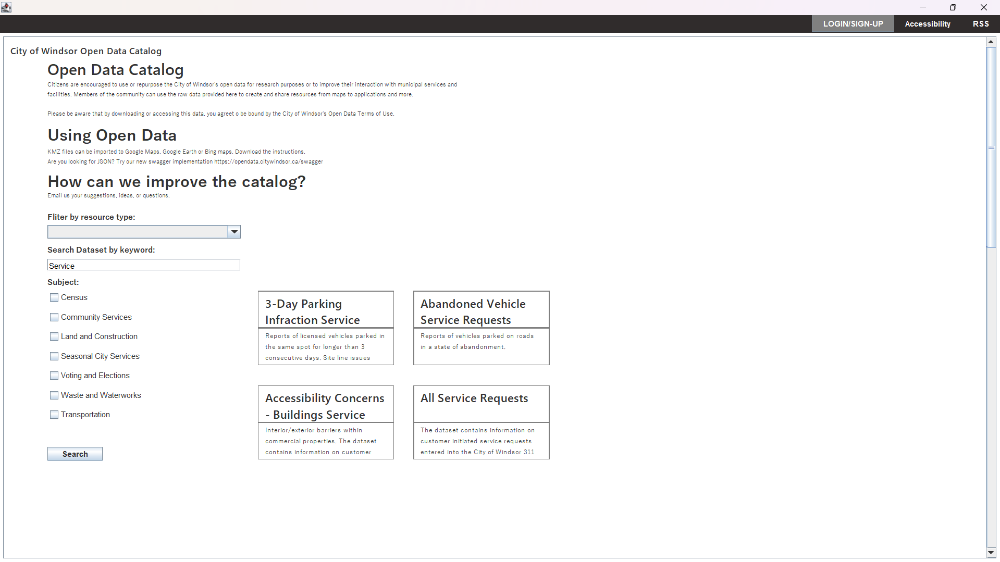 LOGIN/SIGN-UP Accessibility RSS
City of Windsor Open Data Catalog
Open Data Catalog
Citizens are encouraged to use or repurpose the City of Windsor's open data for research purposes or to improve their interaction with municipal services and
facilities. Members of the community can use the raw data provided here to create and share resources from maps to applications and more.
Please be aware that by downloading or accessing this data, you agreet o be bound by the City of Windsor's Open Data Terms of Use.
Using Open Data
KMZ files can be imported to Google Maps, Google Earth or Bing maps. Download the instructions.
Are you looking for JSON? Try our new swagger implementation https://opendata.citywindsor.ca/swagger
How can we improve the catalog?
Email us your suggestions, ideas, or questions.
Fliter by resource type:
Search Dataset by keyword:
Service
Subject:
Census
Community Services
Land and Construction
Seasonal City Services
Voting and Elections
Waste and Waterworks
Transportation
Search
3-Day Parking
Infraction Service
Reports of licensed vehicles parked in
the same spot for longer than 3
consecutive days. Site line issues
Abandoned Vehicle
Service Requests
Reports of vehicles parked on roads
in a state of abandonment.
Accessibility Concerns
- Buildings Service
Interior/exterior barriers within
commercial properties. The dataset
contains information on customer
All Service Requests
The dataset contains information on
customer initiated service requests
entered into the City of Windsor 311